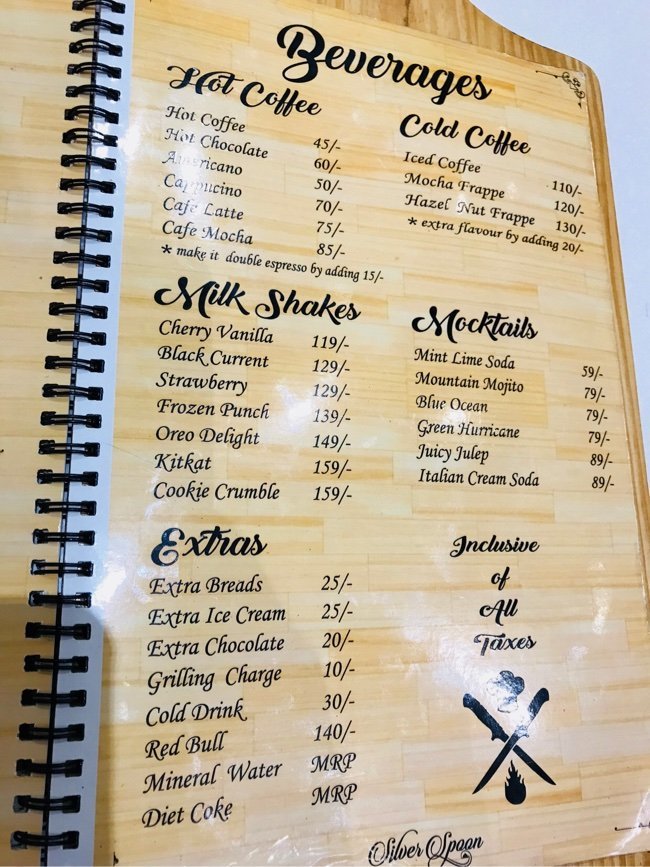 Beverages
Hot Coffee
Hot Coffee 45/-
Hot Chocolate 60/-
Americano 50/-
Cappucino 70/-
Cafe Latte 75/-
Cafe Mocha 85/-
* make it double espresso by adding 15/-
Cold Coffee
Iced Coffee 110/-
Mocha Frappe 120/-
Hazel Nut Frappe 130/-
* extra flavour by adding 20/-
Milk Shakes
Cherry Vanilla 119/-
Black Current 129/-
Strawberry 129/-
Frozen Punch 139/-
Oreo Delight 149/-
Kitkat 159/-
Cookie Crumble 159/-
Mocktails
Mint Lime Soda 59/-
Mountain Mojito 79/-
Blue Ocean 79/-
Green Hurricane 79/-
Juicy Julep 89/-
Italian Cream Soda 89/-
Extras
Extra Breads 25/-
Extra Ice Cream 25/-
Extra Chocolate 20/-
Grilling Charge 10/-
Cold Drink 30/-
Red Bull 140/-
Mineral Water MRP
Diet Coke MRP
Inclusive
of
All
Taxes
Silver Spoon